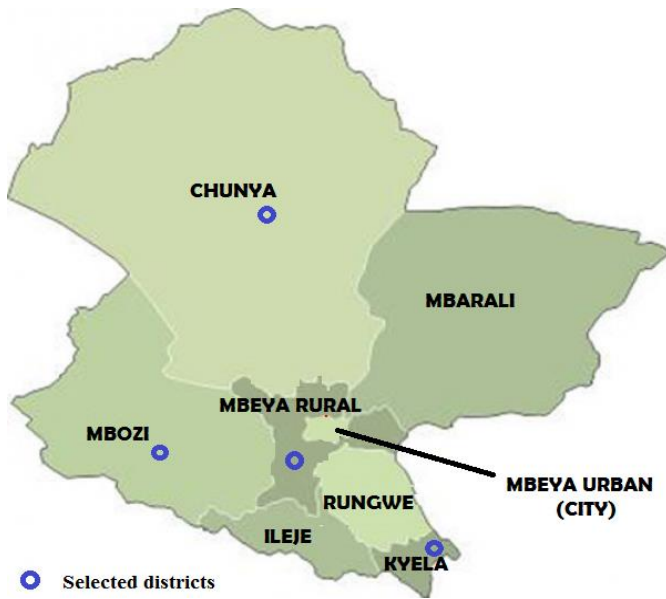 CHUNYA
MBARALI
MBEYA RURAL
MBOZI
MBEYA URBAN
(CITY)
RUNGWE
ILEJE
KYELA
Selected districts